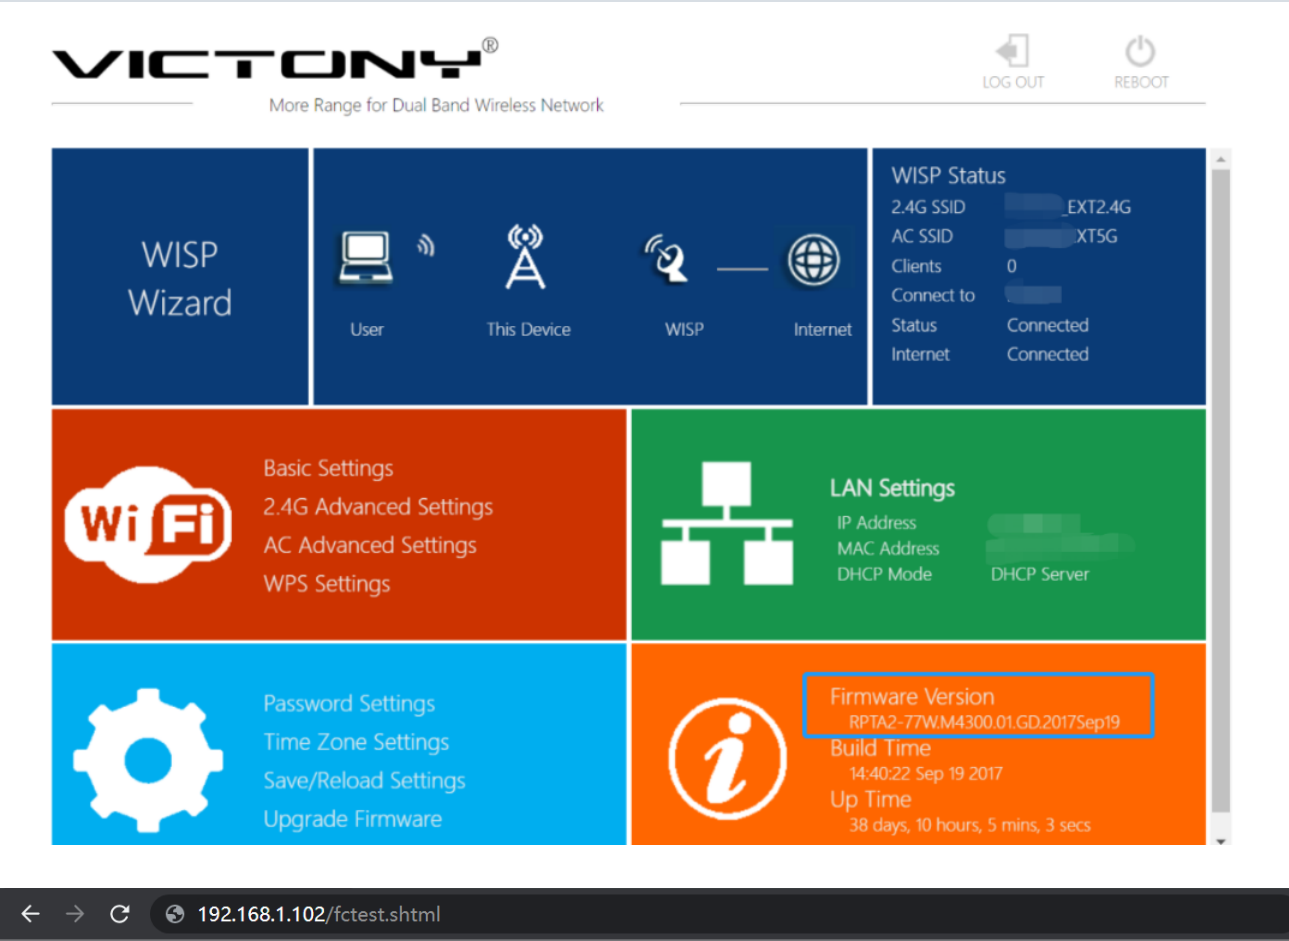 VICTONY®
LOG OUT
REBOOT
More Range for Dual Band Wireless Network
WISP
Wizard
User
This Device
WISP
Internet
WISP Status
2.4G SSID _EXT2.4G
AC SSID XT5G
Clients 0
Connect to
Status Connected
Internet Connected
WiFi
Basic Settings
2.4G Advanced Settings
AC Advanced Settings
WPS Settings
LAN Settings
IP Address
MAC Address
DHCP Mode DHCP Server
Password Settings
Time Zone Settings
Save/Reload Settings
Upgrade Firmware
i
Firmware Version
RPTA2-77W.M4300.01.GD.2017Sep19
Build Time
14:40:22 Sep 19 2017
Up Time
38 days, 10 hours, 5 mins, 3 secs
192.168.1.102/fctest.shtml